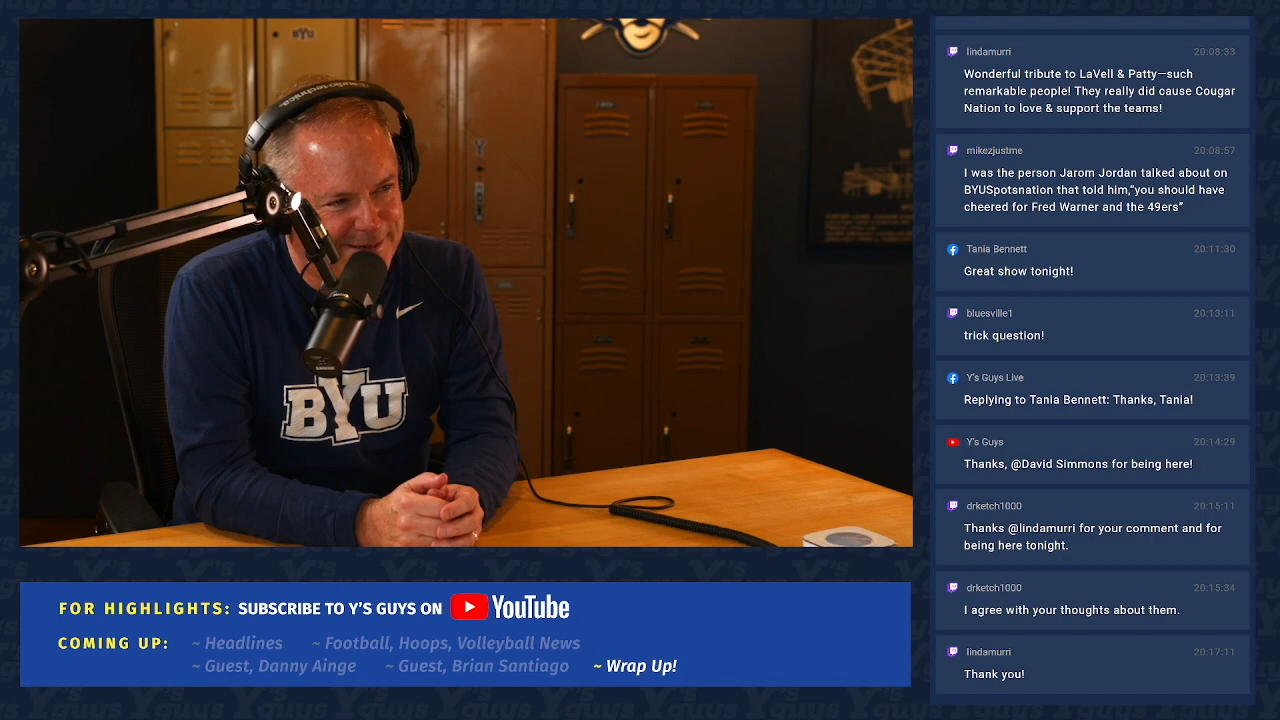 audio-technica
BYU
BYU
FOR HIGHLIGHTS: SUBSCRIBE TO Y'S GUYS ON YouTube
COMING UP: ~ Headlines ~ Football, Hoops, Volleyball News
~ Guest, Danny Ainge ~ Guest, Brian Santiago ~ Wrap Up!
lindamurri 20:08:33
Wonderful tribute to LaVell & Patty—such
remarkable people! They really did cause Cougar
Nation to love & support the teams!
mikezjustme 20:08:57
I was the person Jarom Jordan talked about on
BYUSpotsnation that told him,“you should have
cheered for Fred Warner and the 49ers”
Tania Bennett 20:11:30
Great show tonight!
bluesville1 20:13:11
trick question!
Y’s Guys Live 20:13:39
Replying to Tania Bennett: Thanks, Tania!
Y’s Guys 20:14:29
Thanks, @David Simmons for being here!
drketch1000 20:15:11
Thanks @lindamurri for your comment and for
being here tonight.
drketch1000 20:15:34
I agree with your thoughts about them.
lindamurri 20:17:11
Thank you!